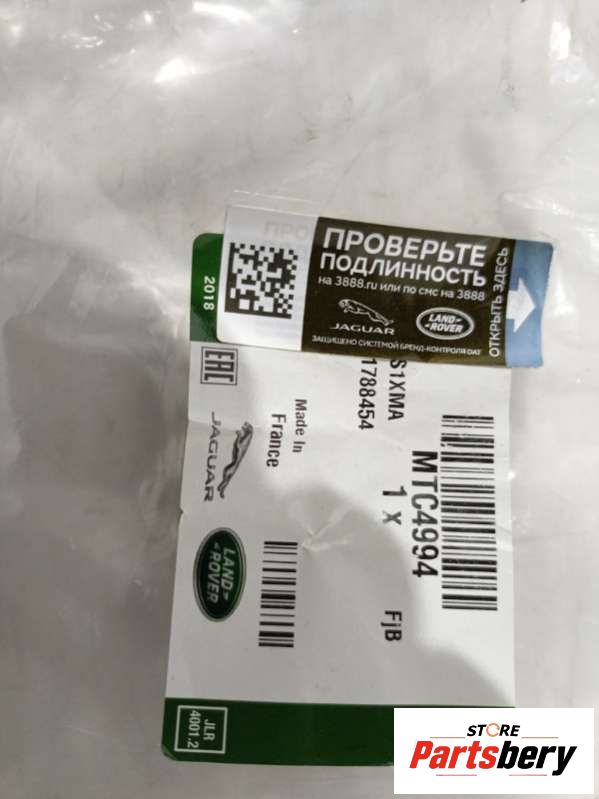 ПРОВЕРЬТЕ
ПОДЛИННОСТЬ
на 3888.ru или по смс на 3888
JAGUAR
LAND-
ROVER
ЗАЩИЩЕНО СИСТЕМОЙ БРЕНД-КОНТРОЛЯ DAT
ОТКРЫТЬ ЗДЕСЬ
2018
EAC
JAGUAR
LAND-
ROVER
Made In
France
S1XMA
1788454
MTC4994
1 X
FjB
JLR
4001.2
STORE
Partsbery